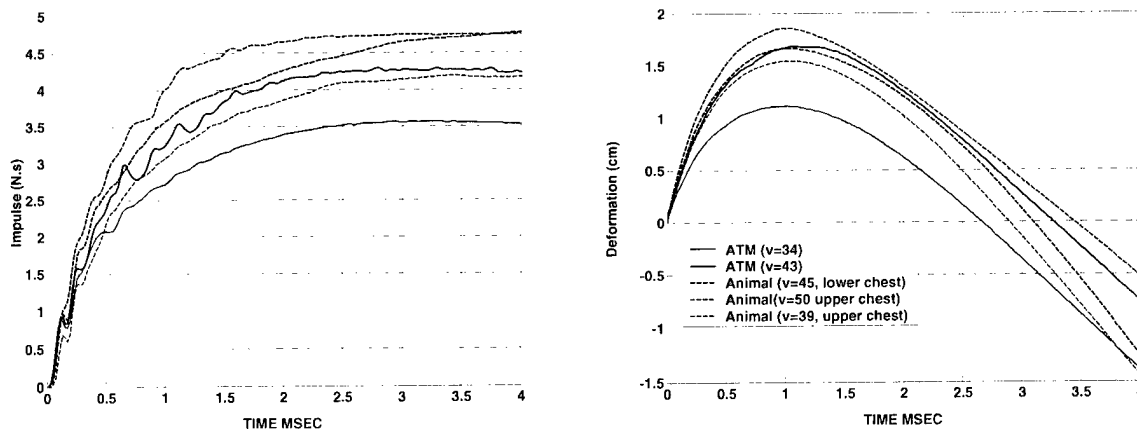 5
4.5
4
3.5
3
2.5
2
1.5
1
0.5
0
Impulse (N.s)
0 0.5 1 1.5 2 2.5 3 3.5 4
TIME MSEC
2
1.5
1
0.5
0
-0.5
-1
-1.5
Deformation (cm)
ATM (v=34)
ATM (v=43)
Animal (v=45, lower chest)
Animal(v=50 upper chest)
Animal (v=39, upper chest)
0 0.5 1 1.5 2 2.5 3 3.5
TIME MSEC